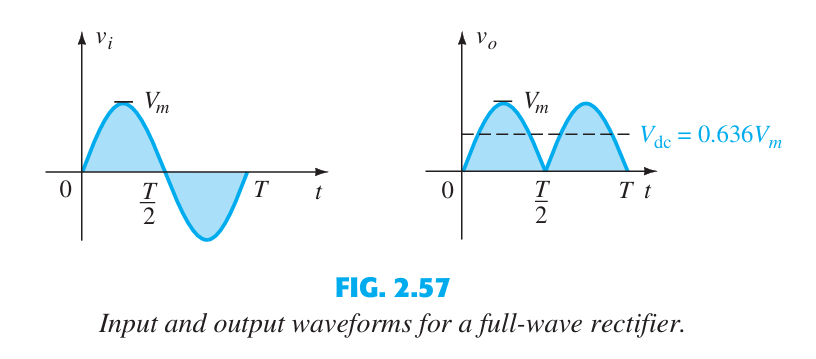 v_i
V_m
0
T/2
T
t
v_o
V_m
V_dc = 0.636V_m
0
T/2
T
t
FIG. 2.57
Input and output waveforms for a full-wave rectifier.